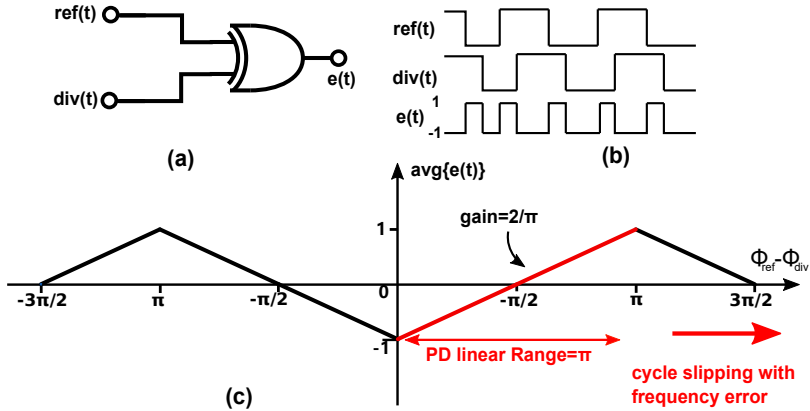 ref(t)
div(t)
e(t)
(a)
ref(t)
div(t)
e(t)
1
-1
(b)
avg{e(t)}
gain=2/π
1
Φref-Φdiv
-3π/2
π
-π/2
0
-π/2
π
3π/2
-1
PD linear Range=π
cycle slipping with
frequency error
(c)